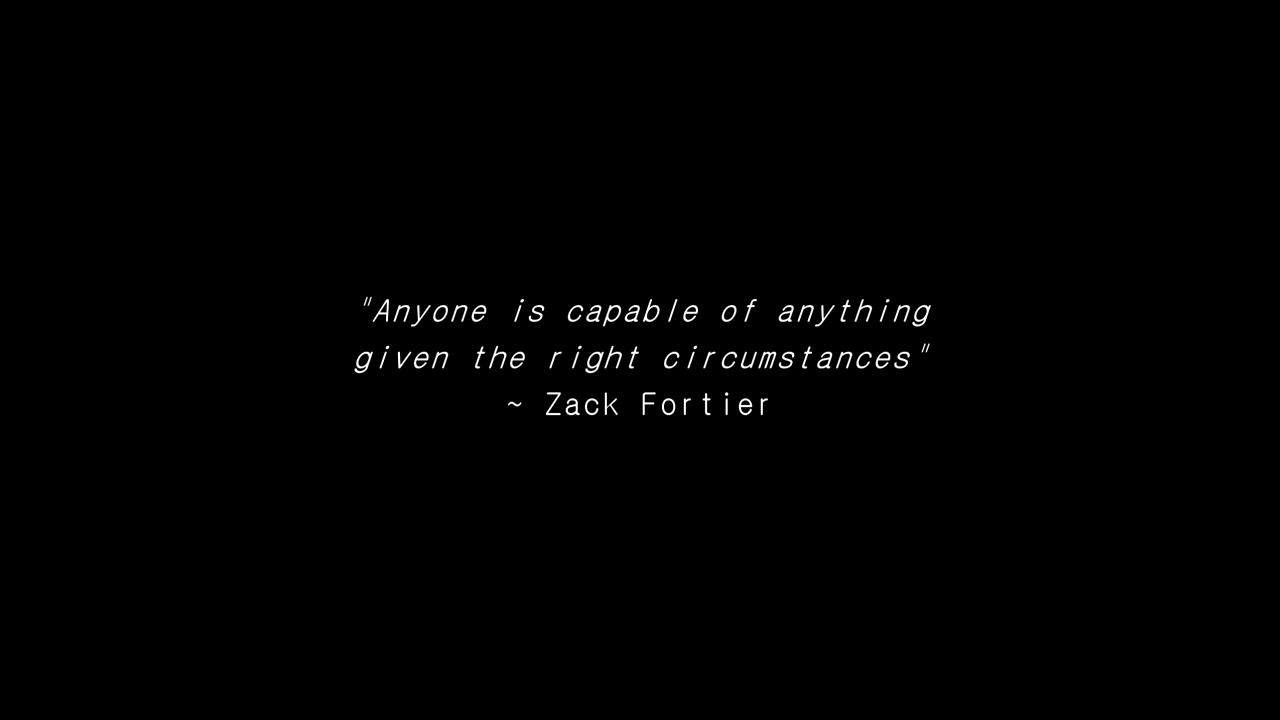 "Anyone is capable of anything
given the right circumstances"
~ Zack Fortier